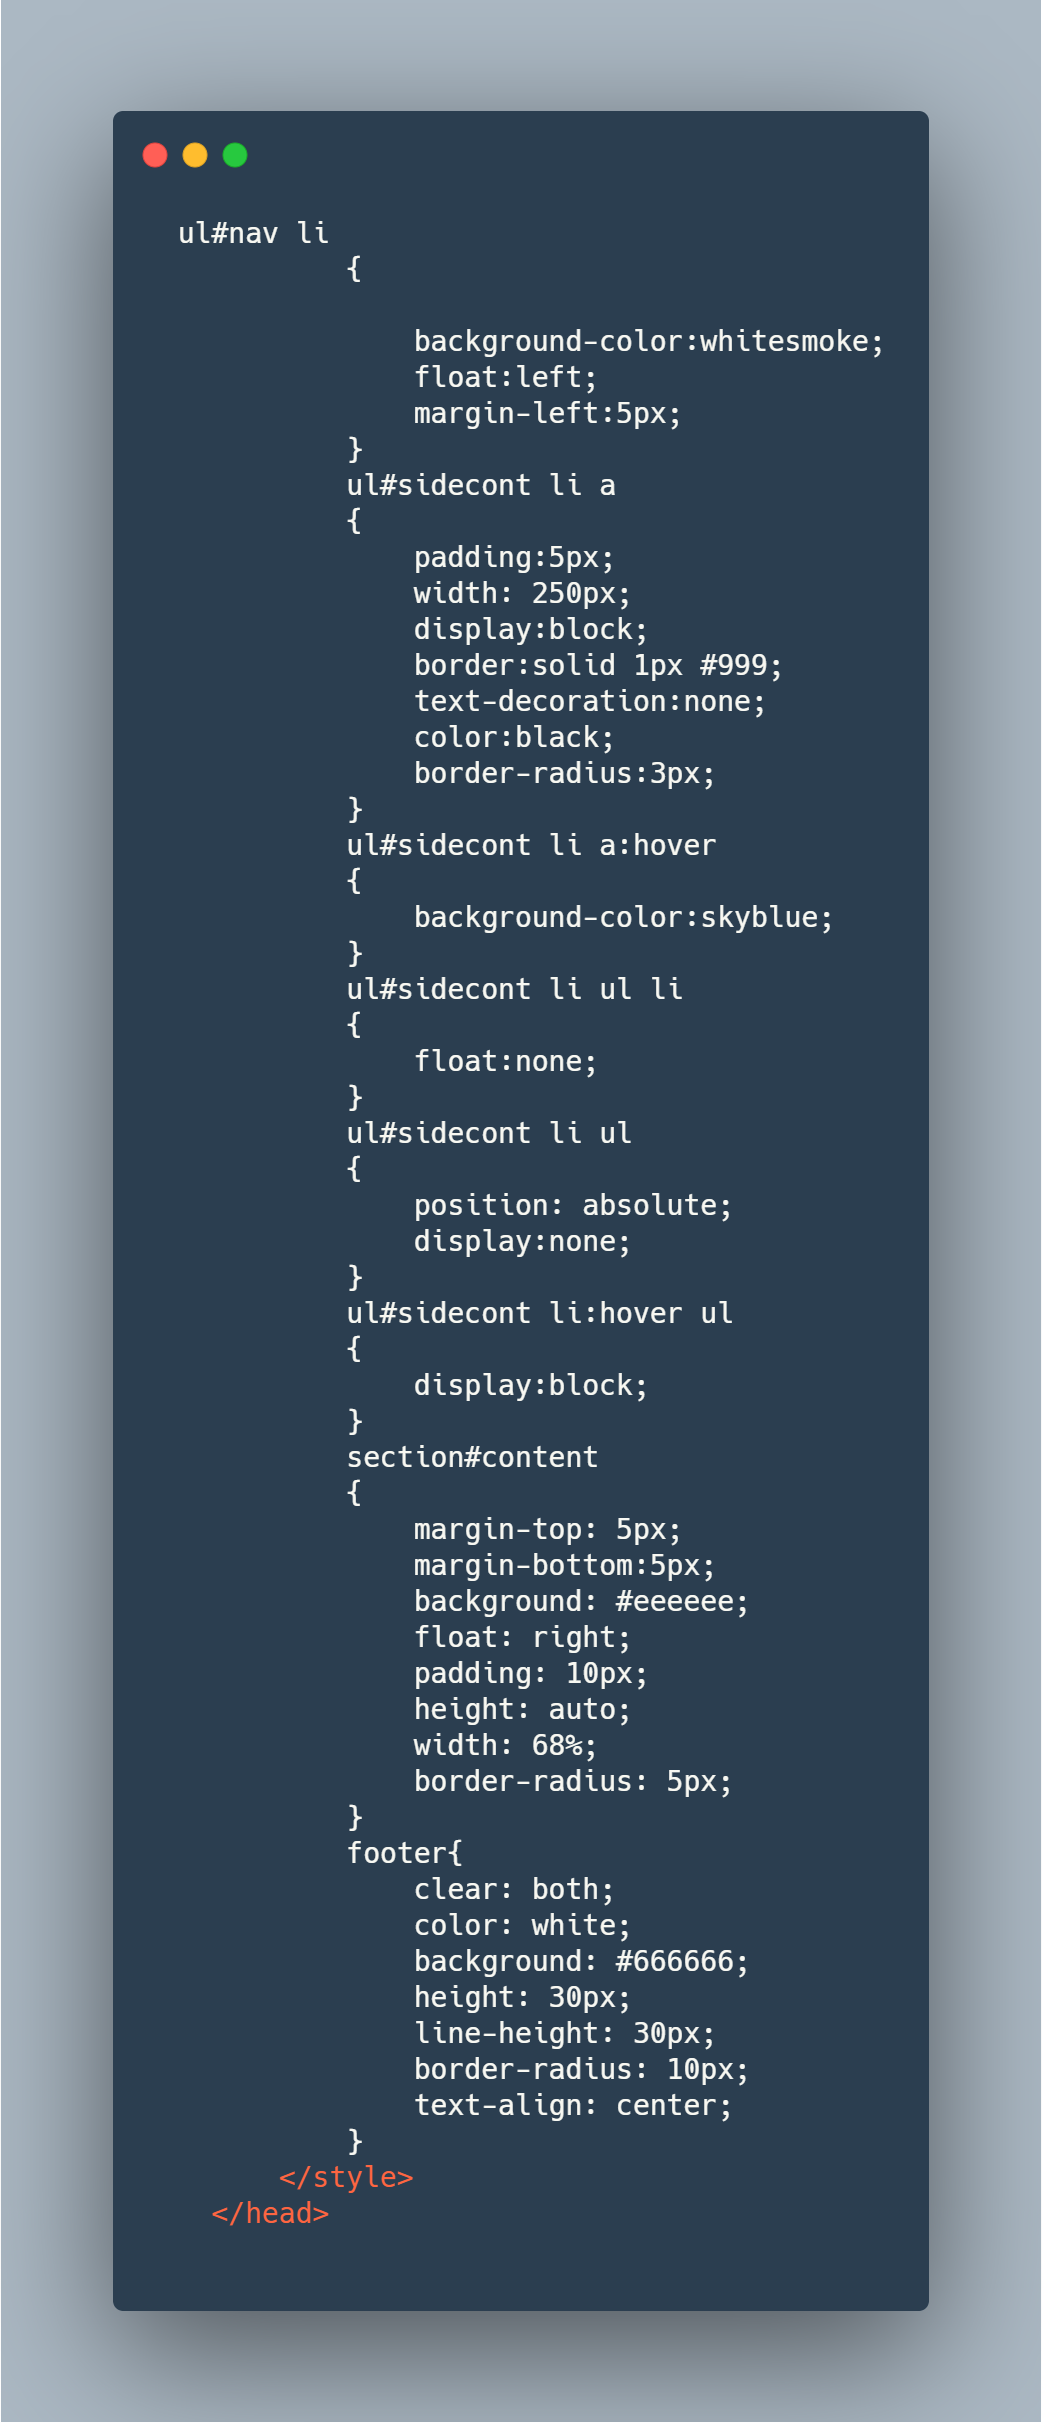 ul#nav li
{
background-color:whitesmoke;
float:left;
margin-left:5px;
}
ul#sidecont li a
{
padding:5px;
width: 250px;
display:block;
border:solid 1px #999;
text-decoration:none;
color:black;
border-radius:3px;
}
ul#sidecont li a:hover
{
background-color:skyblue;
}
ul#sidecont li ul li
{
float:none;
}
ul#sidecont li ul
{
position: absolute;
display:none;
}
ul#sidecont li:hover ul
{
display:block;
}
section#content
{
margin-top: 5px;
margin-bottom:5px;
background: #eeeeee;
float: right;
padding: 10px;
height: auto;
width: 68%;
border-radius: 5px;
}
footer{
clear: both;
color: white;
background: #666666;
height: 30px;
line-height: 30px;
border-radius: 10px;
text-align: center;
}
</style>
</head>